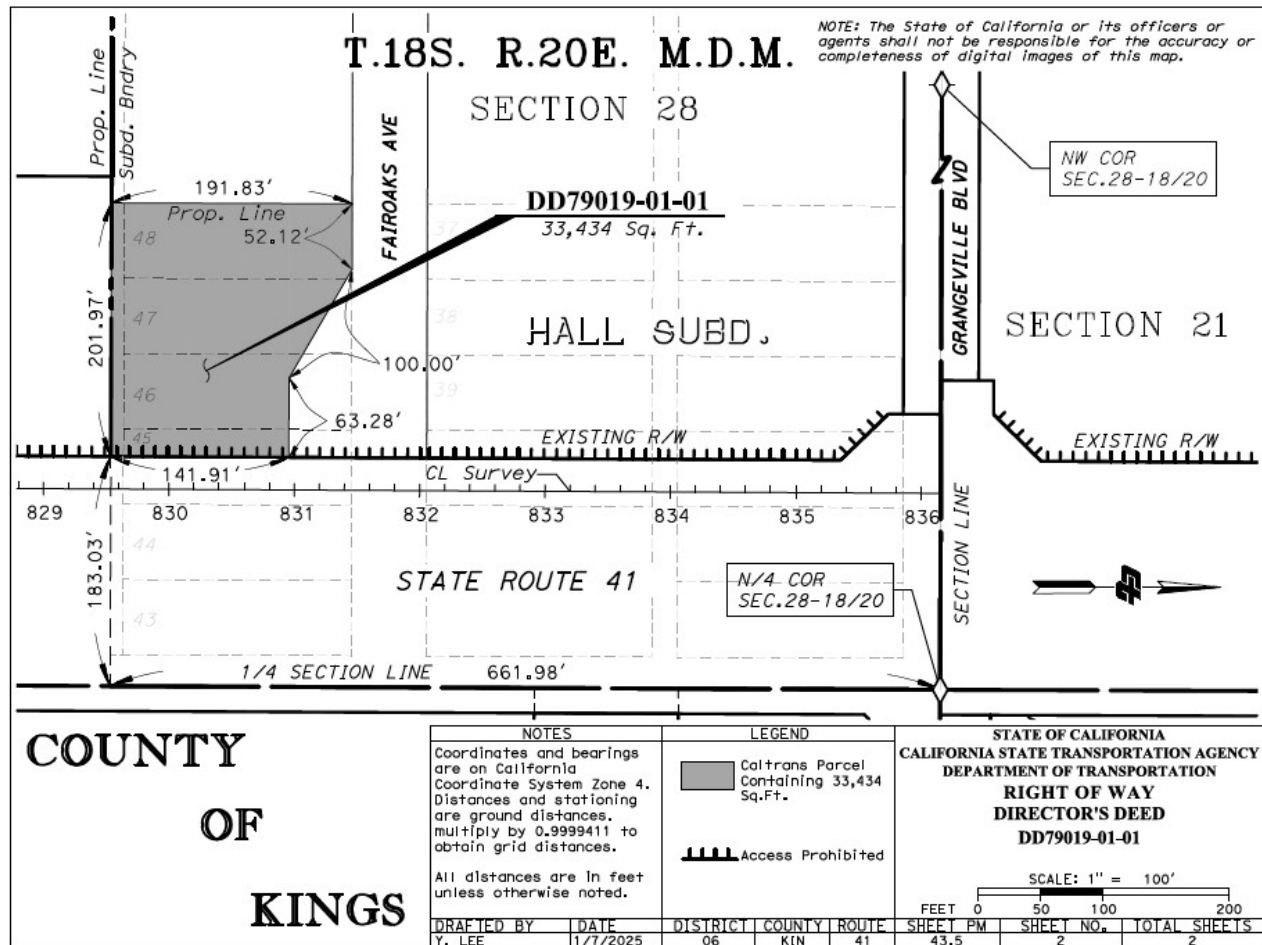 T.18S. R.20E. M.D.M.
NOTE: The State of California or its officers or
agents shall not be responsible for the accuracy or
completeness of digital images of this map.
Prop. Line
Subd. Bndry
SECTION 28
FAIROAKS AVE
GRANGEVILLE BLVD
NW COR
SEC.28-18/20
191.83'
Prop. Line
52.12'
DD79019-01-01
33,434 Sq. Ft.
48
37
47
38
HALL SUBD.
SECTION 21
201.97'
100.00'
46
39
63.28'
45
EXISTING R/W
EXISTING R/W
141.91'
CL Survey
829
830
831
832
833
834
835
836
44
183.03'
STATE ROUTE 41
N/4 COR
SEC.28-18/20
SECTION LINE
43
1/4 SECTION LINE 661.98'
COUNTY
OF
KINGS
NOTES
Coordinates and bearings
are on California
Coordinate System Zone 4.
Distances and stationing
are ground distances.
multiply by 0.9999411 to
obtain grid distances.
All distances are in feet
unless otherwise noted.
LEGEND
Caltrans Parcel
Containing 33,434
Sq.Ft.
Access Prohibited
STATE OF CALIFORNIA
CALIFORNIA STATE TRANSPORTATION AGENCY
DEPARTMENT OF TRANSPORTATION
RIGHT OF WAY
DIRECTOR'S DEED
DD79019-01-01
SCALE: 1" = 100'
FEET 0 50 100 200
DRAFTED BY DATE DISTRICT COUNTY ROUTE SHEET PM SHEET NO. TOTAL SHEETS
Y. LEE 1/7/2025 06 KIN 41 43.5 2 2